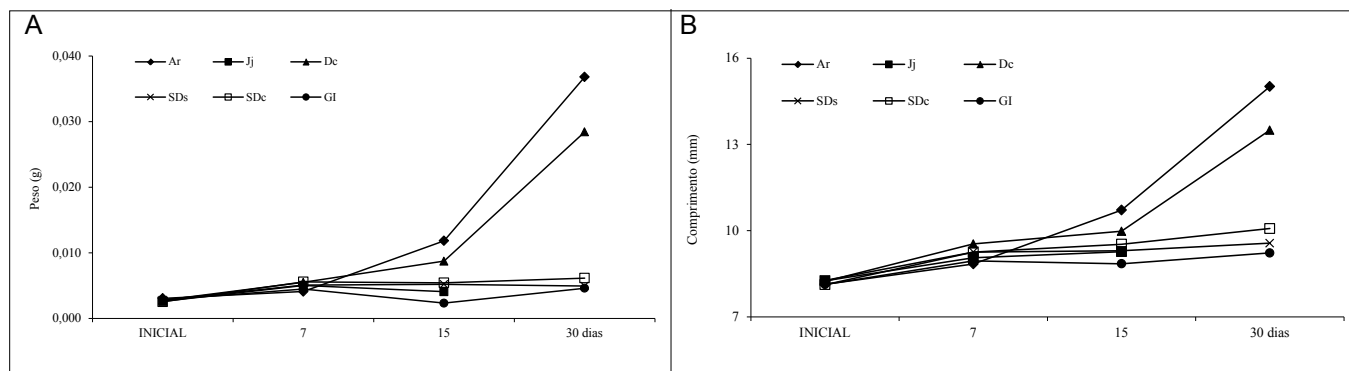 A
0,040
0,030
0,020
0,010
0,000
Peso (g)
Ar Jj Dc
SDs SDc GI
INICIAL 7 15 30 dias
B
16
13
10
7
Comprimento (mm)
Ar Jj Dc
SDs SDc GI
INICIAL 7 15 30 dias